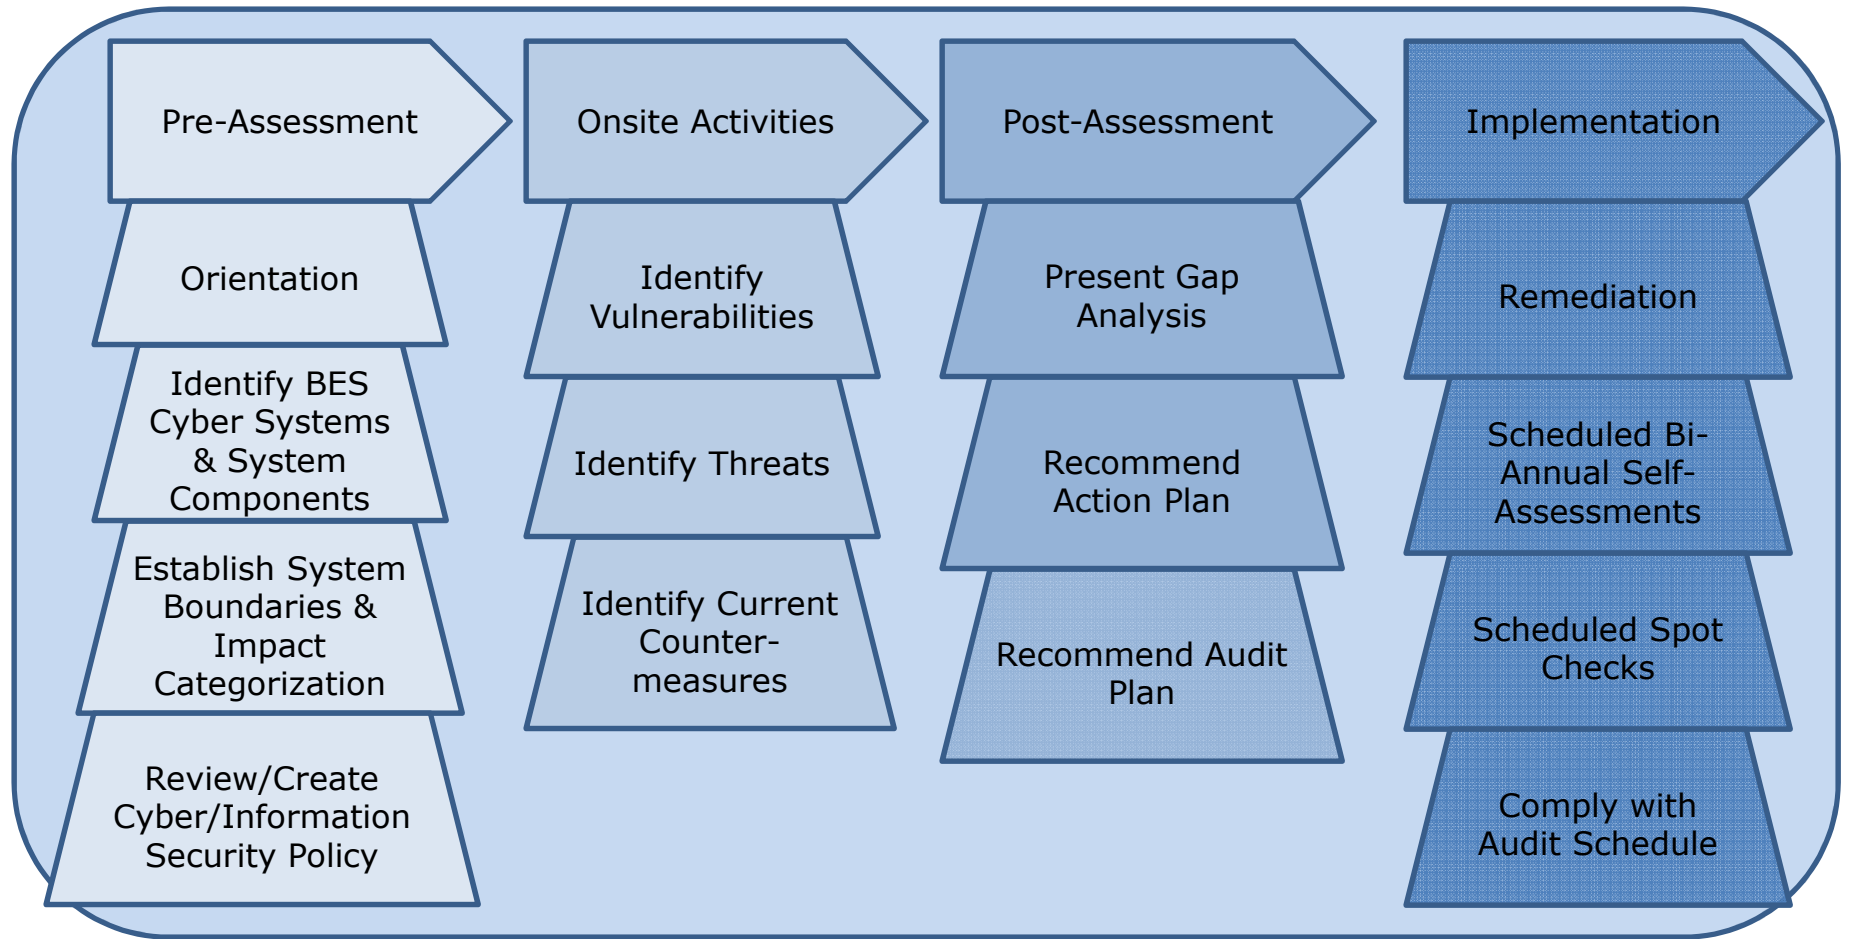 Pre-Assessment
Orientation
Identify BES
Cyber Systems
& System
Components
Establish System
Boundaries &
Impact
Categorization
Review/Create
Cyber/Information
Security Policy
Onsite Activities
Identify
Vulnerabilities
Identify Threats
Identify Current
Counter-
measures
Post-Assessment
Present Gap
Analysis
Recommend
Action Plan
Recommend Audit
Plan
Implementation
Remediation
Scheduled Bi-
Annual Self-
Assessments
Scheduled Spot
Checks
Comply with
Audit Schedule